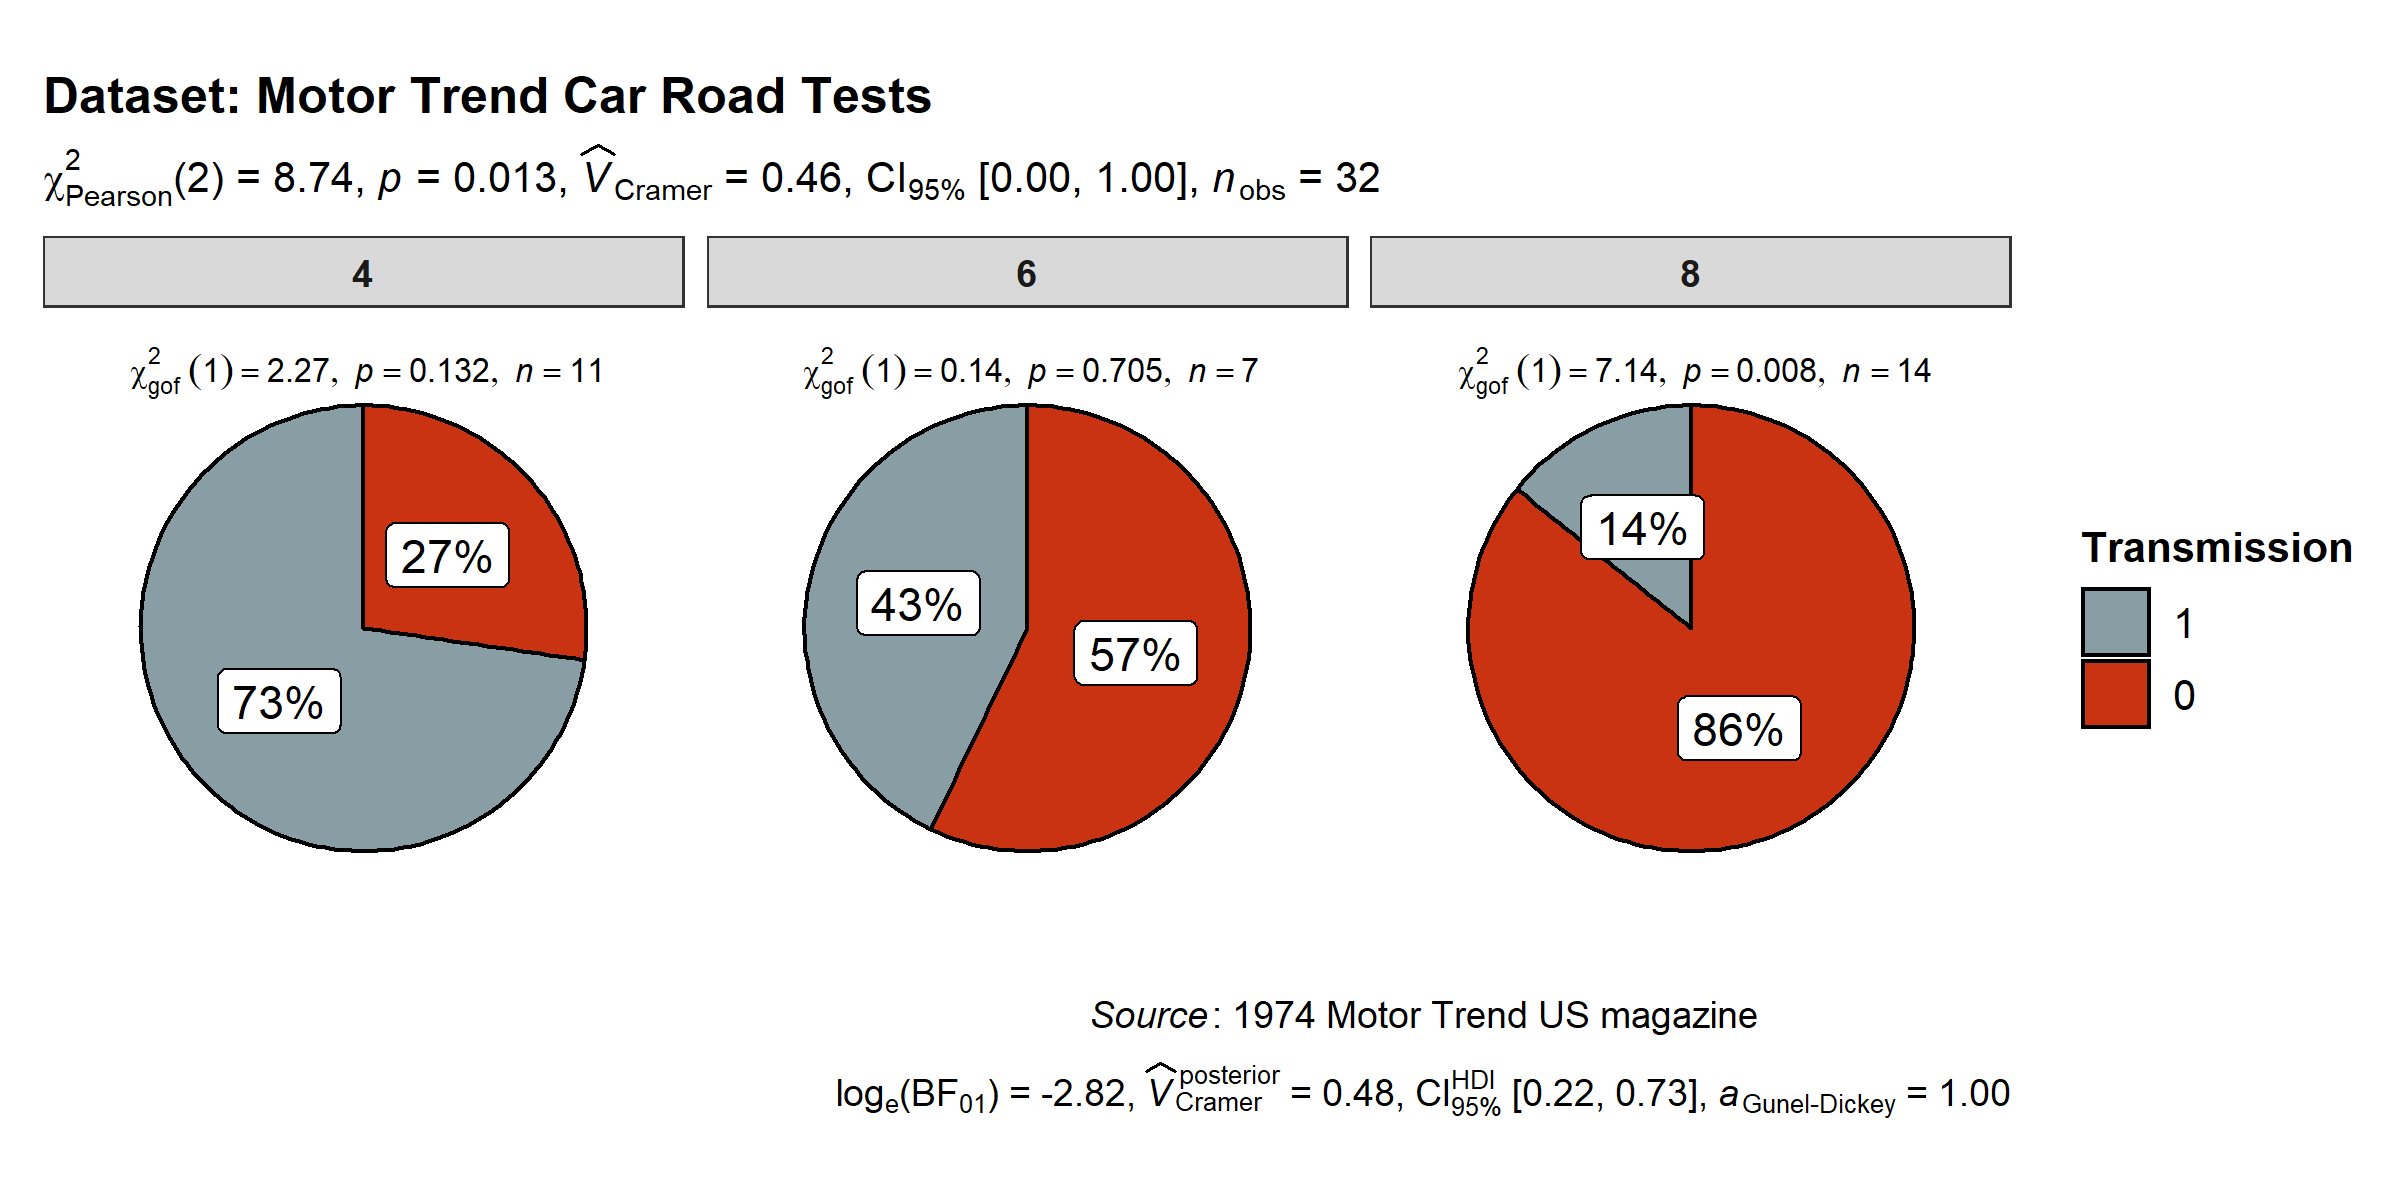 Dataset: Motor Trend Car Road Tests
χ²Pearson(2) = 8.74, p = 0.013, V̂Cramer = 0.46, CI95% [0.00, 1.00], nobs = 32
4 6 8
χ²gof (1) = 2.27, p = 0.132, n = 11
χ²gof (1) = 0.14, p = 0.705, n = 7
χ²gof (1) = 7.14, p = 0.008, n = 14
27%
73%
43%
57%
14%
86%
Transmission
1
0
Source: 1974 Motor Trend US magazine
loge(BF01) = -2.82, V̂posteriorCramer = 0.48, CIHDI95% [0.22, 0.73], aGunel-Dickey = 1.00